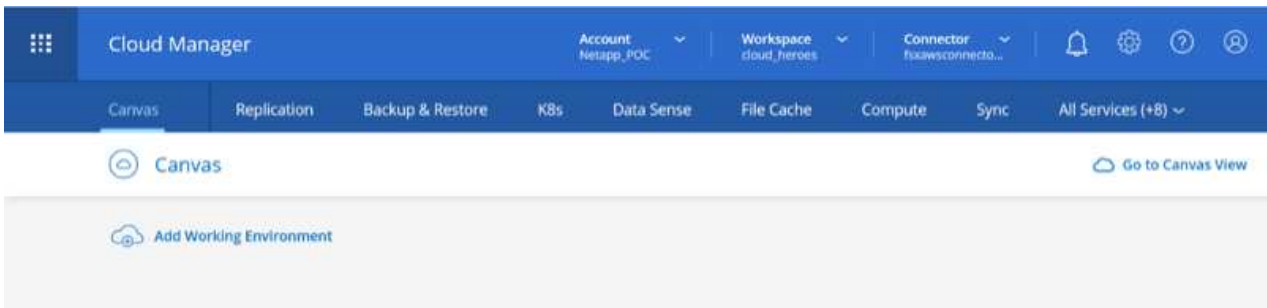 Cloud Manager
Account
Netapp_POC
Workspace
cloud_heroes
Connector
fsxawsconnecto...
Canvas
Replication
Backup & Restore
K8s
Data Sense
File Cache
Compute
Sync
All Services (+8)
Canvas
Go to Canvas View
Add Working Environment